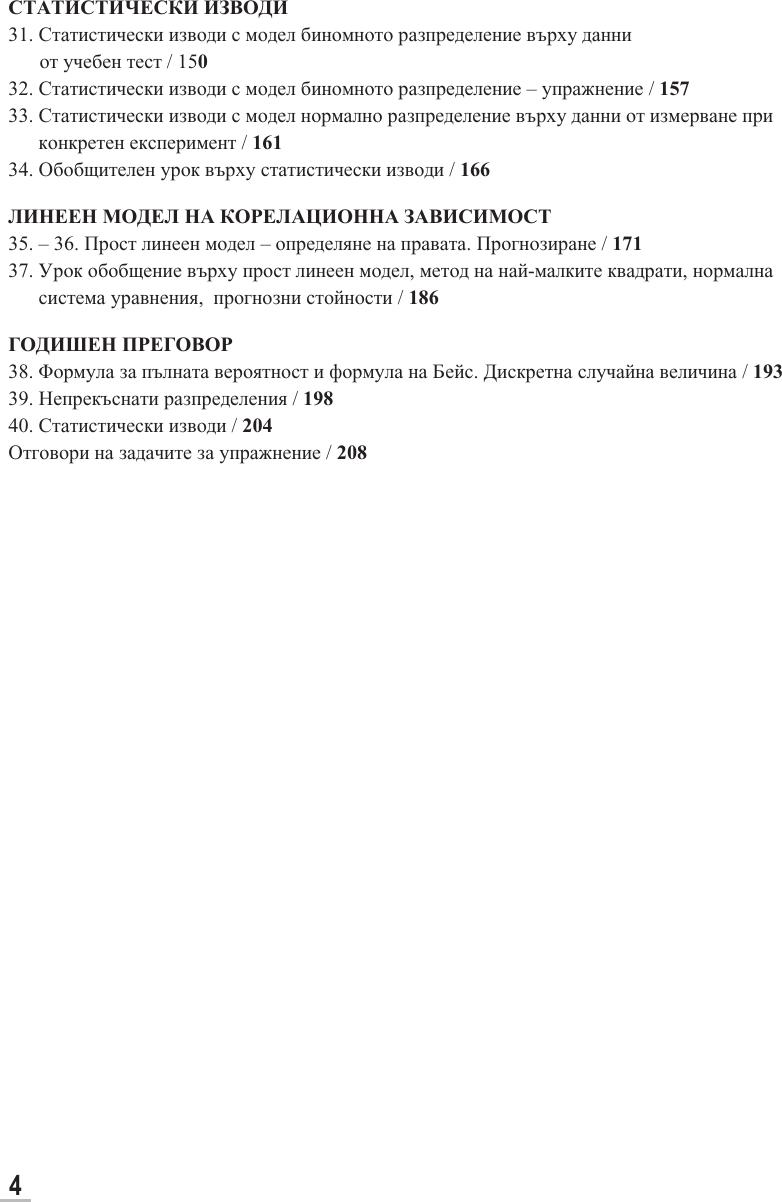 СТАТИСТИЧЕСКИ ИЗВОДИ
31. Статистически изводи с модел биномното разпределение върху данни
от учебен тест / 150
32. Статистически изводи с модел биномното разпределение – упражнение / 157
33. Статистически изводи с модел нормално разпределение върху данни от измерване при
конкретен експеримент / 161
34. Обобщителен урок върху статистически изводи / 166
ЛИНЕЕН МОДЕЛ НА КОРЕЛАЦИОННА ЗАВИСИМОСТ
35. – 36. Прост линеен модел – определяне на правата. Прогнозиране / 171
37. Урок обобщение върху прост линеен модел, метод на най-малките квадрати, нормална
система уравнения, прогнозни стойности / 186
ГОДИШЕН ПРЕГОВОР
38. Формула за пълната вероятност и формула на Бейс. Дискретна случайна величина / 193
39. Непрекъснати разпределения / 198
40. Статистически изводи / 204
Отговори на задачите за упражнение / 208
4